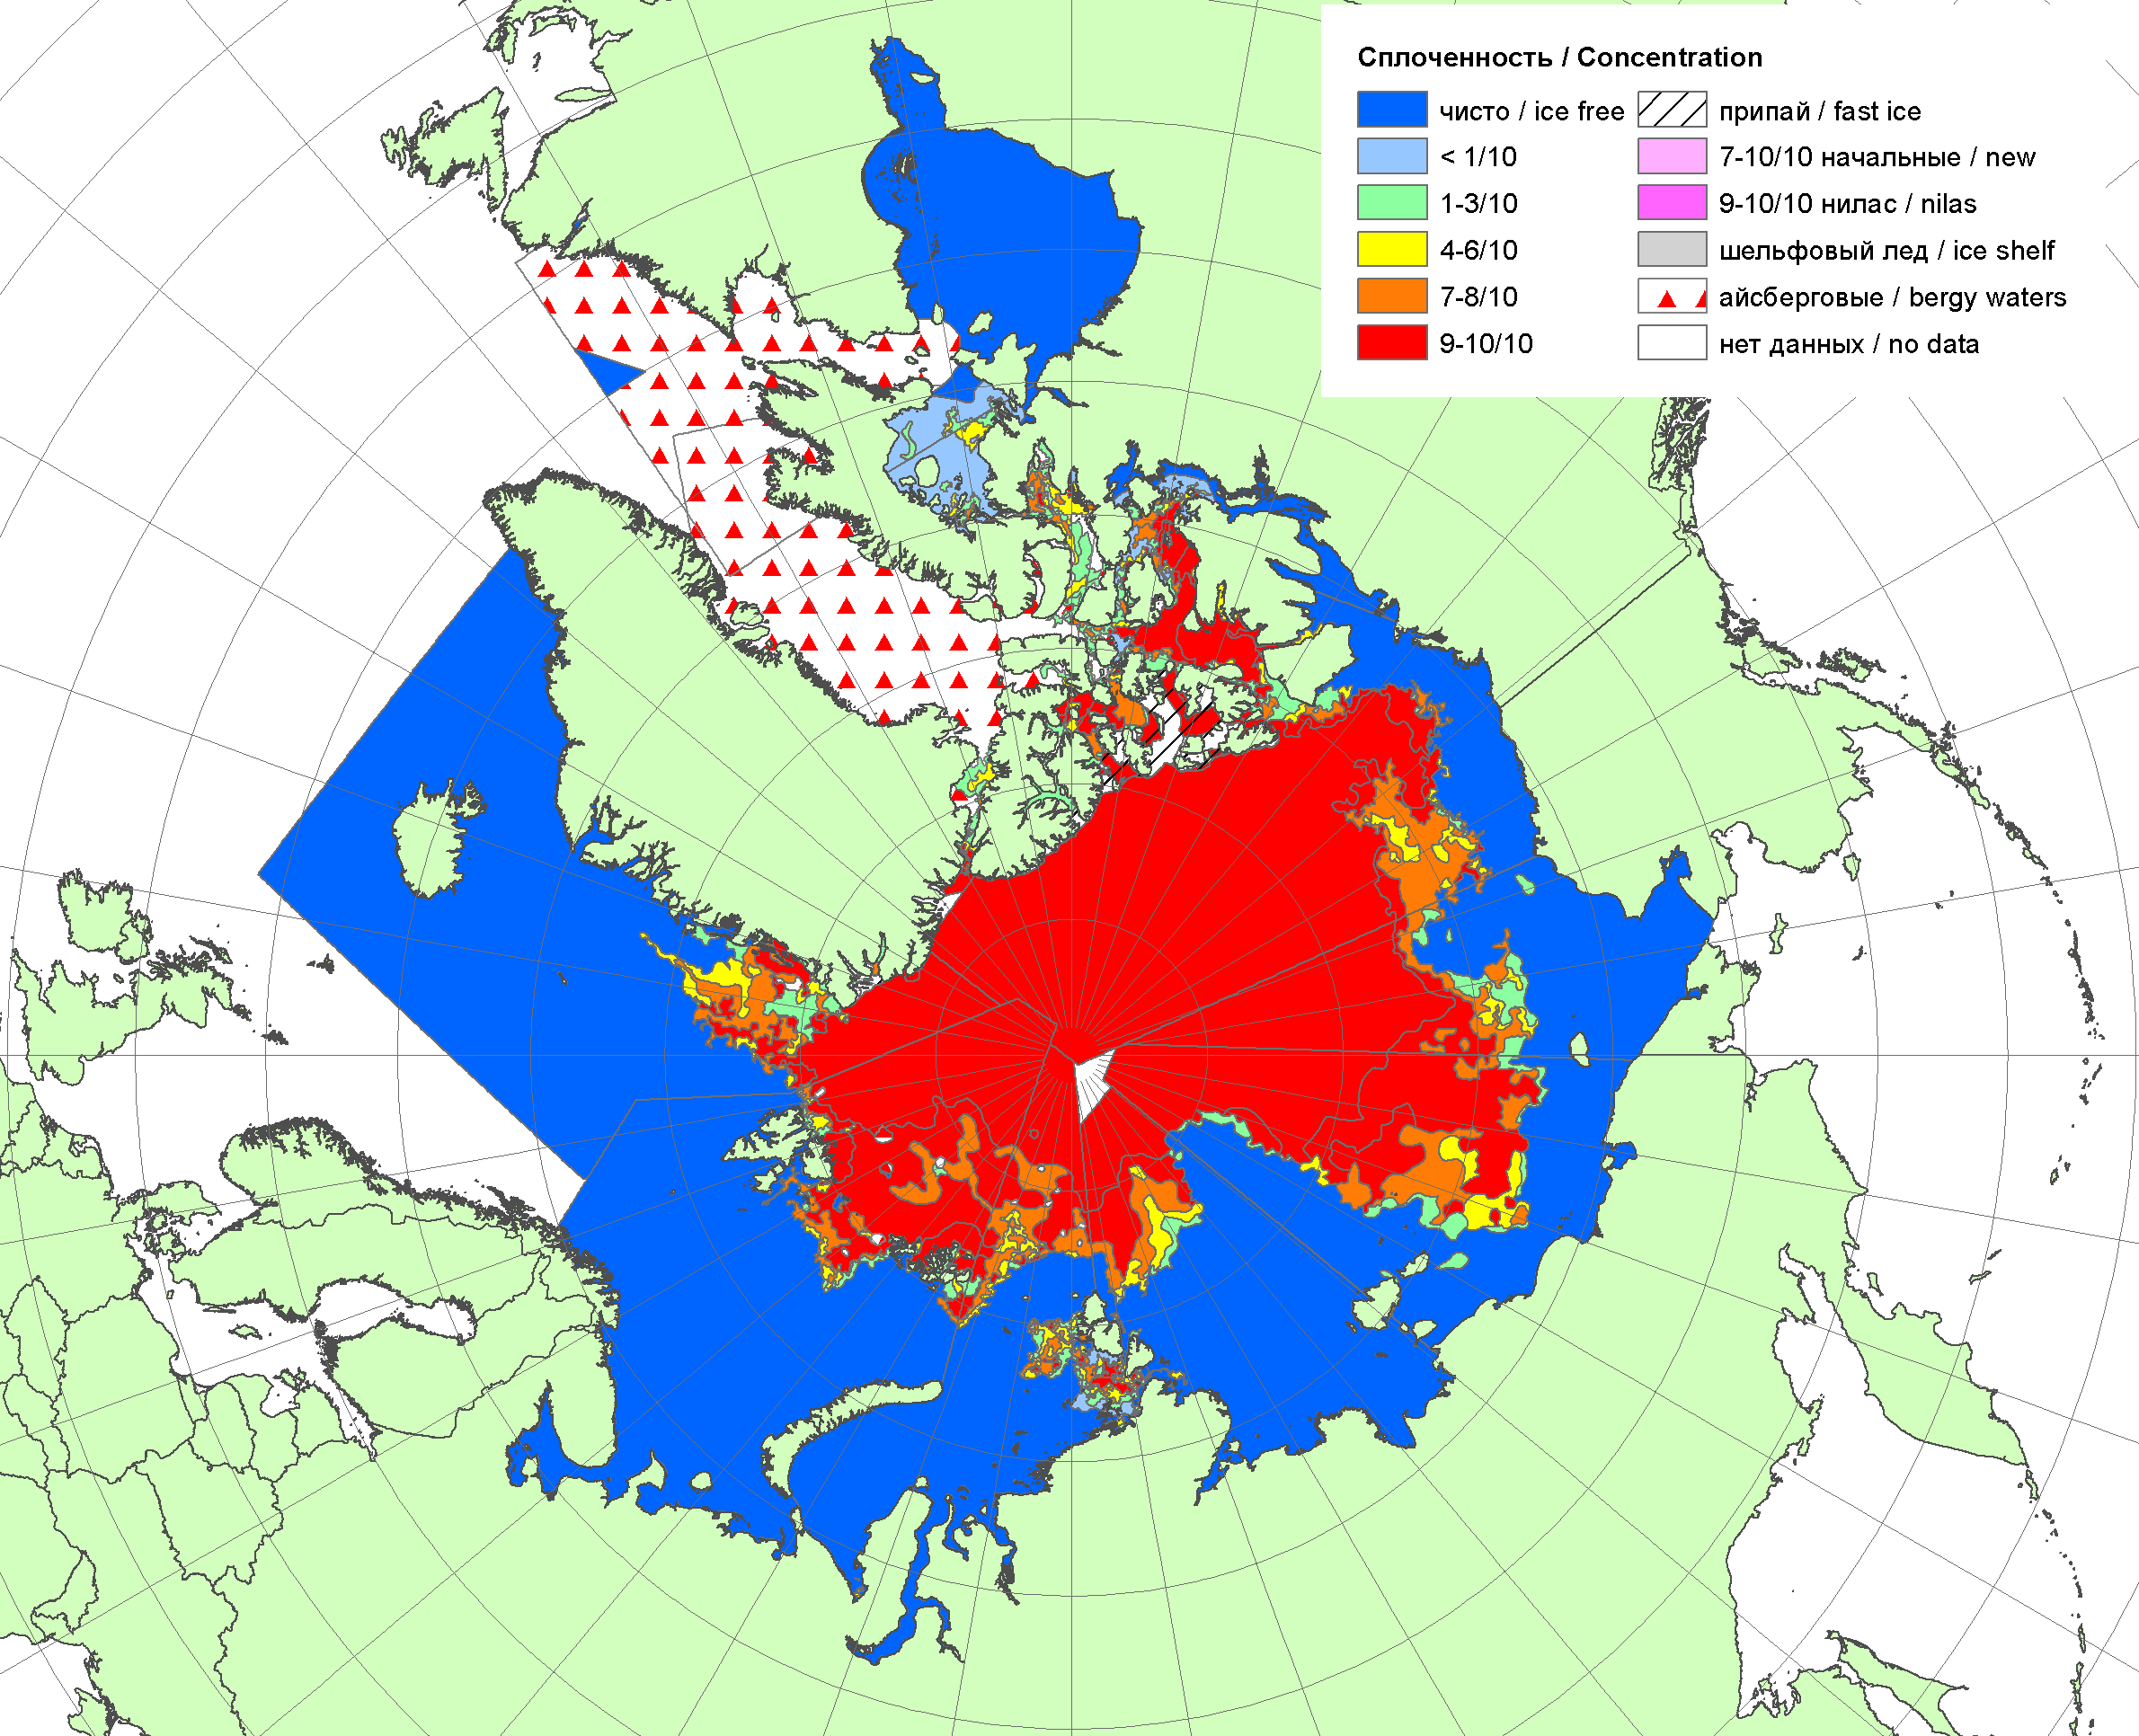 Сплоченность / Concentration
чисто / ice free
< 1/10
1-3/10
4-6/10
7-8/10
9-10/10
припай / fast ice
7-10/10 начальные / new
9-10/10 нилас / nilas
шельфовый лед / ice shelf
айсберговые / bergy waters
нет данных / no data